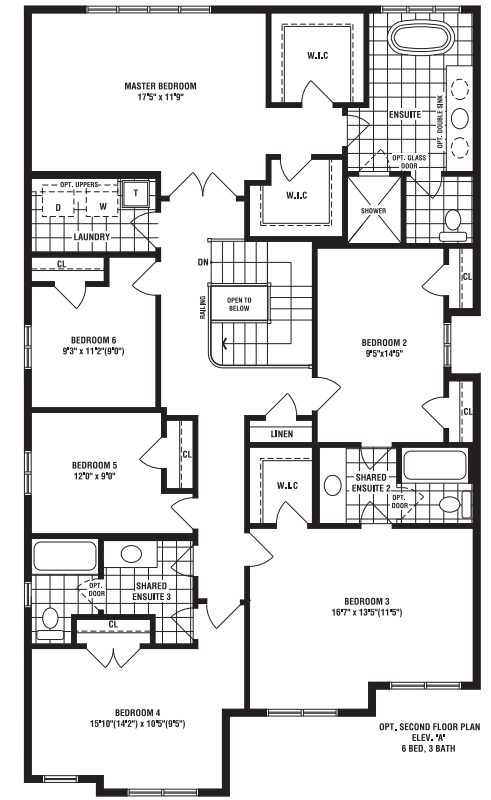 W.I.C
MASTER BEDROOM
17'5" x 11'9"
ENSUITE
OPT. DOUBLE SINK
OPT. GLASS
DOOR
OPT. UPPERS
D
W
T
LAUNDRY
W.I.C
SHOWER
CL
DN
RAILING
OPEN TO
BELOW
CL
BEDROOM 6
9'3" x 11'2"(9'0")
BEDROOM 2
9'5"x14'5"
CL
LINEN
CL
BEDROOM 5
12'0" x 9'0"
W.I.C
SHARED
ENSUITE 2
OPT.
DOOR
OPT.
DOOR
SHARED
ENSUITE 3
CL
BEDROOM 3
16'7" x 13'5"(11'5")
BEDROOM 4
15'10"(14'2") x 10'5"(9'5")
OPT. SECOND FLOOR PLAN
ELEV. 'A'
6 BED, 3 BATH